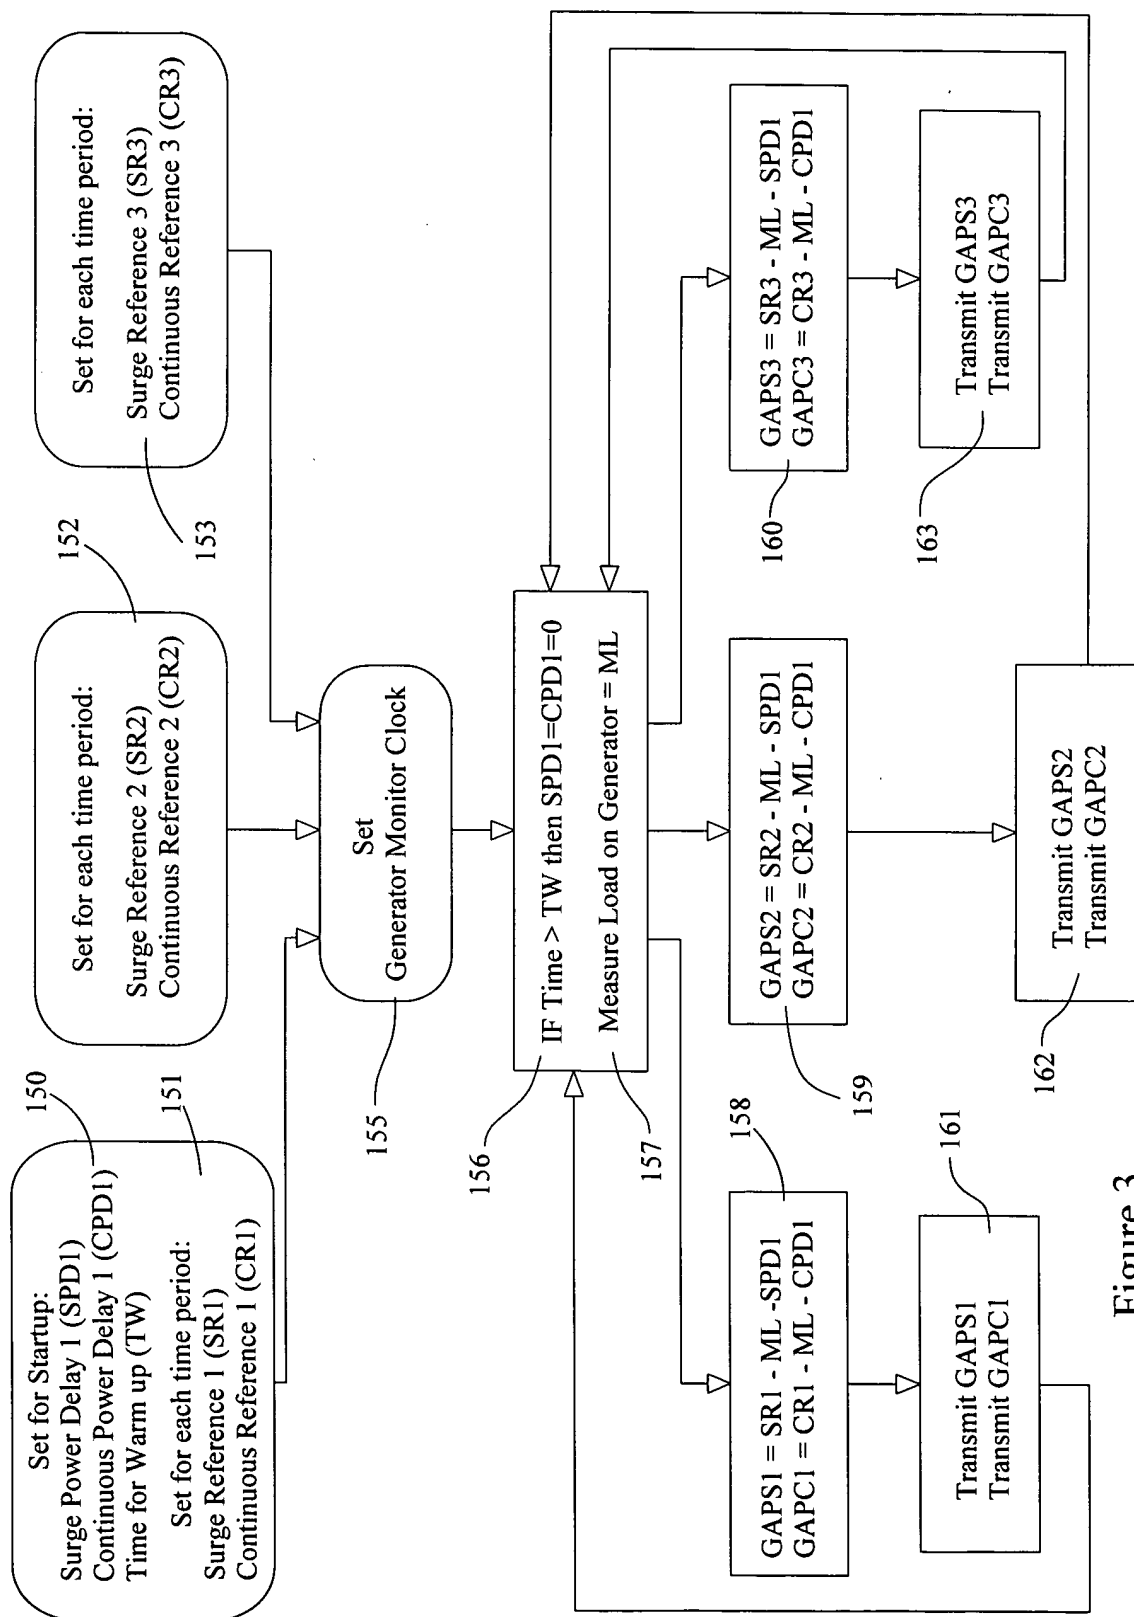 Set for Startup:
Surge Power Delay 1 (SPD1)
Continuous Power Delay 1 (CPD1)
Time for Warm up (TW)
Set for each time period:
Surge Reference 1 (SR1)
Continuous Reference 1 (CR1)
150
151
Set for each time period:
Surge Reference 2 (SR2)
Continuous Reference 2 (CR2)
152
Set for each time period:
Surge Reference 3 (SR3)
Continuous Reference 3 (CR3)
153
Set
Generator Monitor Clock
155
IF Time > TW then SPD1=CPD1=0
Measure Load on Generator = ML
156
157
GAPS1 = SR1 - ML -SPD1
GAPC1 = CR1 - ML - CPD1
158
GAPS2 = SR2 - ML - SPD1
GAPC2 = CR2 - ML - CPD1
159
GAPS3 = SR3 - ML - SPD1
GAPC3 = CR3 - ML - CPD1
160
Transmit GAPS1
Transmit GAPC1
161
Transmit GAPS2
Transmit GAPC2
162
Transmit GAPS3
Transmit GAPC3
163
Figure 3